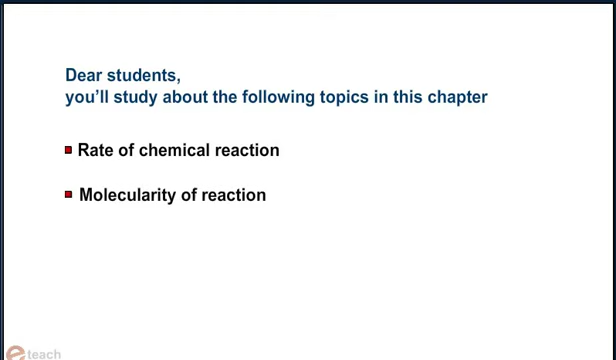 Dear students,
you'll study about the following topics in this chapter
Rate of chemical reaction
Molecularity of reaction
e teach